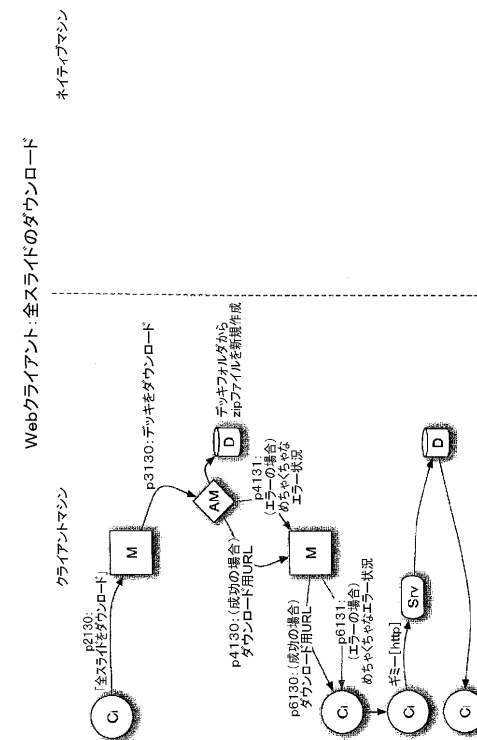 Webクライアント:全スライドのダウンロード
クライアントマシン
ネイティブマシン
Ci
p2130:
「全スライドをダウンロード」
M
p3130:デッキをダウンロード
AM
D
デッキフォルダから
zipファイルを新規作成
p4130:(成功の場合)
ダウンロード用URL
p4131:
(エラーの場合)
めちゃくちゃな
エラー状況
M
p6130:(成功の場合)
ダウンロード用URL
p6131:
(エラーの場合)
めちゃくちゃなエラー状況
Ci
Ci
ギミー[http]
Srv
D
Ci